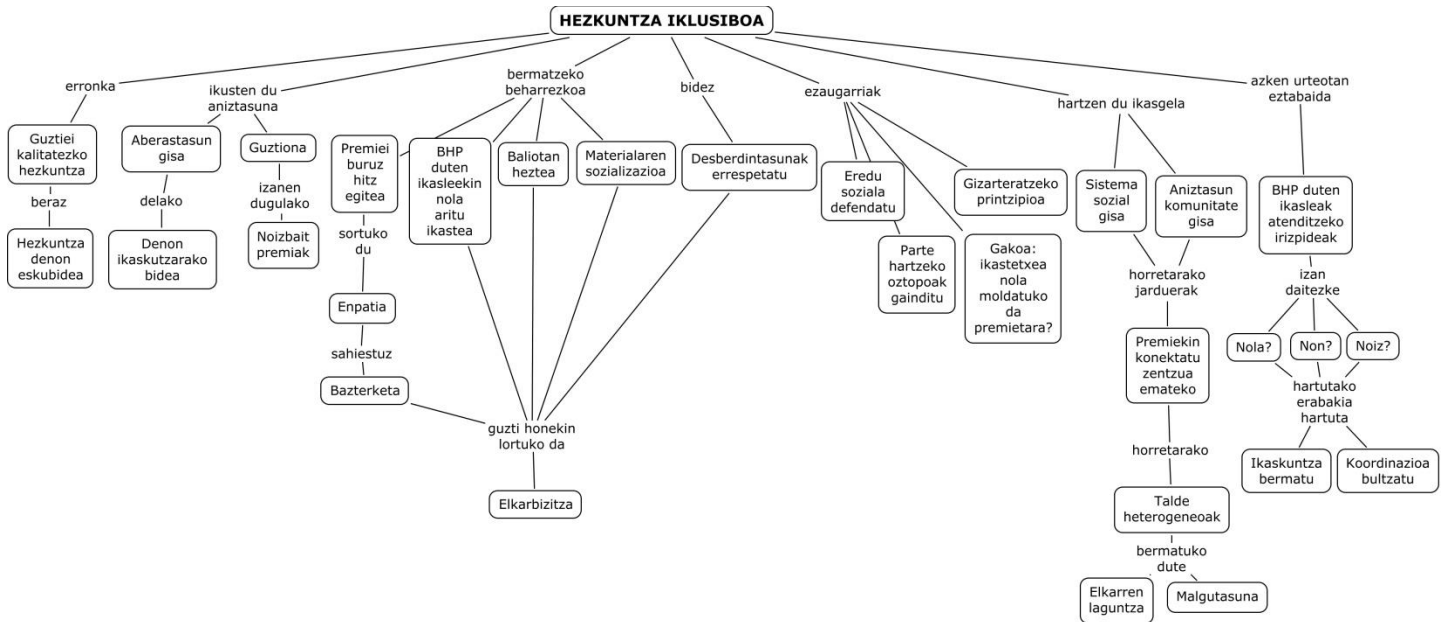 HEZKUNTZA IKLUSIBOA
erronka
Guztiei
kalitatezko
hezkuntza
beraz
Hezkuntza
denon
eskubidea
ikusten du
aniztasuna
Aberastasun
gisa
delako
Denon
ikaskutzarako
bidea
Guztiona
izanen
dugulako
Noizbait
premiak
bermatzeko
beharrezkoa
Premiei
buruz
hitz
egitea
sortuko
du
Enpatia
sahiestuz
Bazterketa
BHP
duten
ikasleekin
nola
aritu
ikastea
Baliotan
heztea
Materialaren
sozializazioa
bidez
Desberdintasunak
errespetatu
guzti honekin
lortuko da
Elkarbizitza
ezaugarriak
Eredu
soziala
defendatu
Parte
hartzeko
oztopoak
gainditu
Gakoa:
ikastetxea
nola
moldatuko
da
premietara?
Gizarteratzeko
printzipioa
hartzen du ikasgela
Sistema
sozial
gisa
Aniztasun
komunitate
gisa
horretarako
jarduerak
Premiekin
konektatu
zentzua
emateko
horretarako
Talde
heterogeneoak
bermatuko
dute
Elkarren
laguntza
Malgutasuna
azken urteotan
eztabaida
BHP duten
ikasleak
atenditzeko
irizpideak
izan
daitezke
Nola?
Non?
Noiz?
hartutako
erabakia
hartuta
Ikaskuntza
bermatu
Koordinazioa
bultzatu